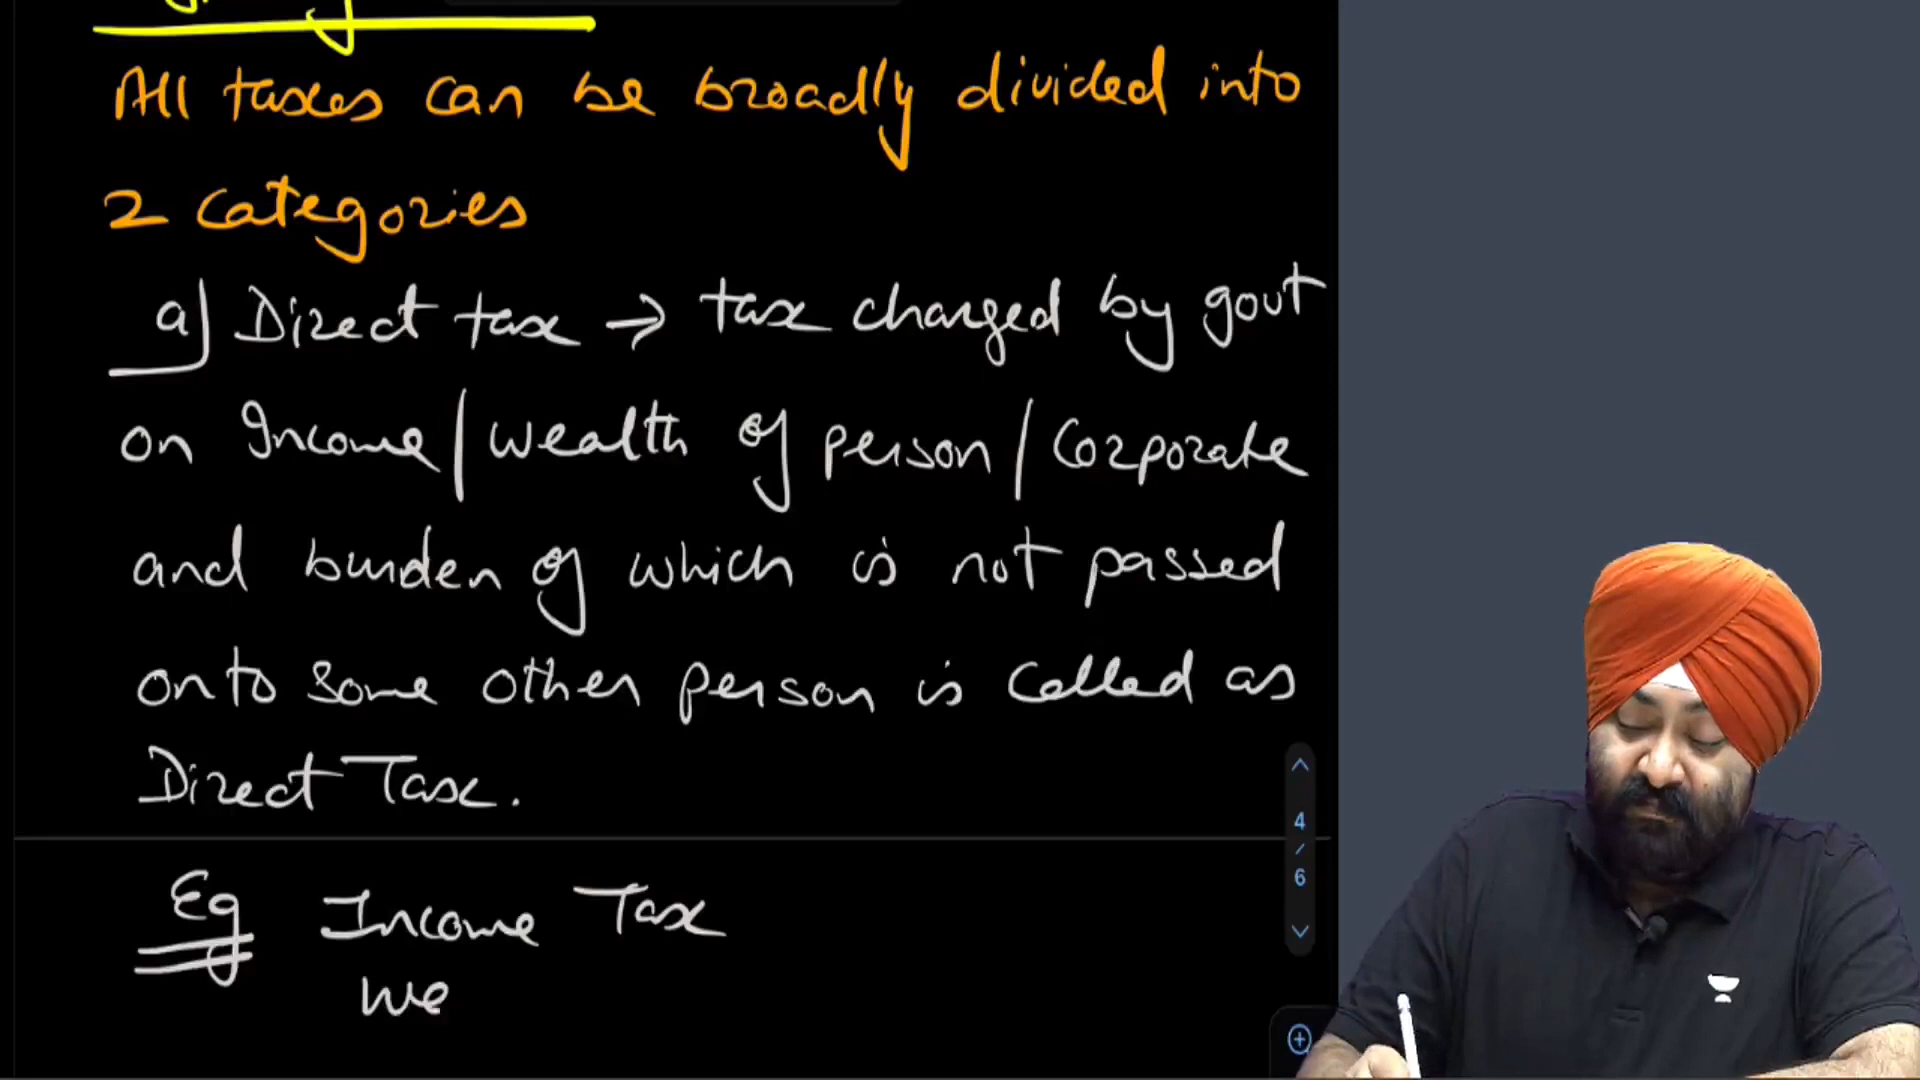 All taxes can be broadly divided into
2 categories
a) Direct tax → tax charged by govt
on Income/wealth of person/Corporate
and burden of which is not passed
onto some other person is called as
Direct Tax.
Eg Income Tax
We
4
/
6